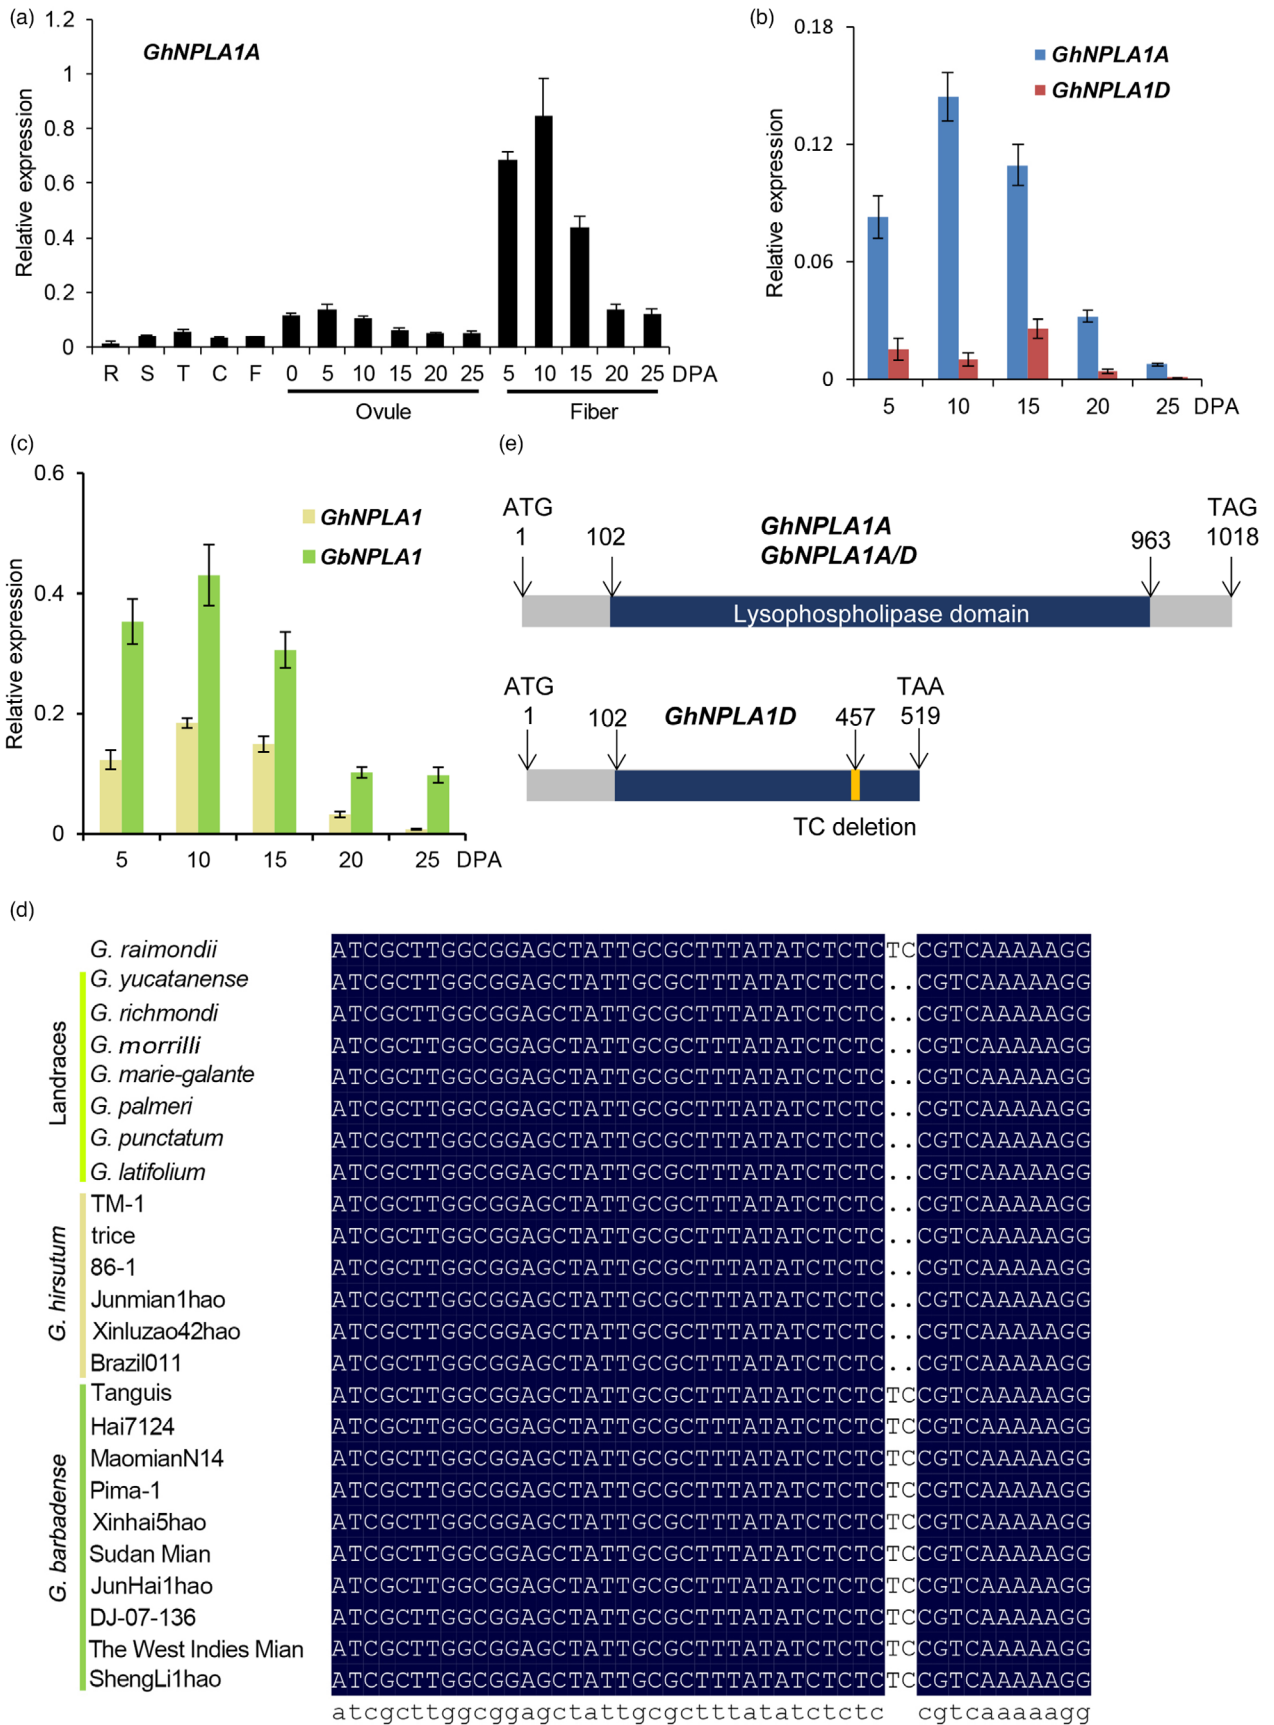 (a)
1.2
1
0.8
0.6
0.4
0.2
0
Relative expression
GhNPLA1A
R S T C F 0 5 10 15 20 25 5 10 15 20 25 DPA
Ovule Fiber
(b)
0.18
0.12
0.06
0
Relative expression
GhNPLA1A
GhNPLA1D
5 10 15 20 25 DPA
(c)
0.6
0.4
0.2
0
Relative expression
GhNPLA1
GbNPLA1
5 10 15 20 25 DPA
(e)
ATG TAG
1 102 GhNPLA1A 963 1018
GbNPLA1A/D
Lysophospholipase domain
ATG TAA
1 102 GhNPLA1D 457 519
TC deletion
(d)
Landraces
G. hirsutum
G. barbadense
G. raimondii ATCGCTTGGCGGAGCTATTGCGCTTTATATCTCTCTCCGTCAAAAAGG
G. yucatanense ATCGCTTGGCGGAGCTATTGCGCTTTATATCTCTC..CGTCAAAAAGG
G. richmondi ATCGCTTGGCGGAGCTATTGCGCTTTATATCTCTC..CGTCAAAAAGG
G. morrilli ATCGCTTGGCGGAGCTATTGCGCTTTATATCTCTC..CGTCAAAAAGG
G. marie-galante ATCGCTTGGCGGAGCTATTGCGCTTTATATCTCTC..CGTCAAAAAGG
G. palmeri ATCGCTTGGCGGAGCTATTGCGCTTTATATCTCTC..CGTCAAAAAGG
G. punctatum ATCGCTTGGCGGAGCTATTGCGCTTTATATCTCTC..CGTCAAAAAGG
G. latifolium ATCGCTTGGCGGAGCTATTGCGCTTTATATCTCTC..CGTCAAAAAGG
TM-1 ATCGCTTGGCGGAGCTATTGCGCTTTATATCTCTC..CGTCAAAAAGG
trice ATCGCTTGGCGGAGCTATTGCGCTTTATATCTCTC..CGTCAAAAAGG
86-1 ATCGCTTGGCGGAGCTATTGCGCTTTATATCTCTC..CGTCAAAAAGG
Junmian1hao ATCGCTTGGCGGAGCTATTGCGCTTTATATCTCTC..CGTCAAAAAGG
Xinluzao42hao ATCGCTTGGCGGAGCTATTGCGCTTTATATCTCTC..CGTCAAAAAGG
Brazil011 ATCGCTTGGCGGAGCTATTGCGCTTTATATCTCTC..CGTCAAAAAGG
Tanguis ATCGCTTGGCGGAGCTATTGCGCTTTATATCTCTCTCCGTCAAAAAGG
Hai7124 ATCGCTTGGCGGAGCTATTGCGCTTTATATCTCTCTCCGTCAAAAAGG
MaomianN14 ATCGCTTGGCGGAGCTATTGCGCTTTATATCTCTCTCCGTCAAAAAGG
Pima-1 ATCGCTTGGCGGAGCTATTGCGCTTTATATCTCTCTCCGTCAAAAAGG
Xinhai5hao ATCGCTTGGCGGAGCTATTGCGCTTTATATCTCTCTCCGTCAAAAAGG
Sudan Mian ATCGCTTGGCGGAGCTATTGCGCTTTATATCTCTCTCCGTCAAAAAGG
JunHai1hao ATCGCTTGGCGGAGCTATTGCGCTTTATATCTCTCTCCGTCAAAAAGG
DJ-07-136 ATCGCTTGGCGGAGCTATTGCGCTTTATATCTCTCTCCGTCAAAAAGG
The West Indies Mian ATCGCTTGGCGGAGCTATTGCGCTTTATATCTCTCTCCGTCAAAAAGG
ShengLi1hao ATCGCTTGGCGGAGCTATTGCGCTTTATATCTCTCTCCGTCAAAAAGG
atcgcttggcggagctattgcgctttatatctctc cgtcaaaaagg